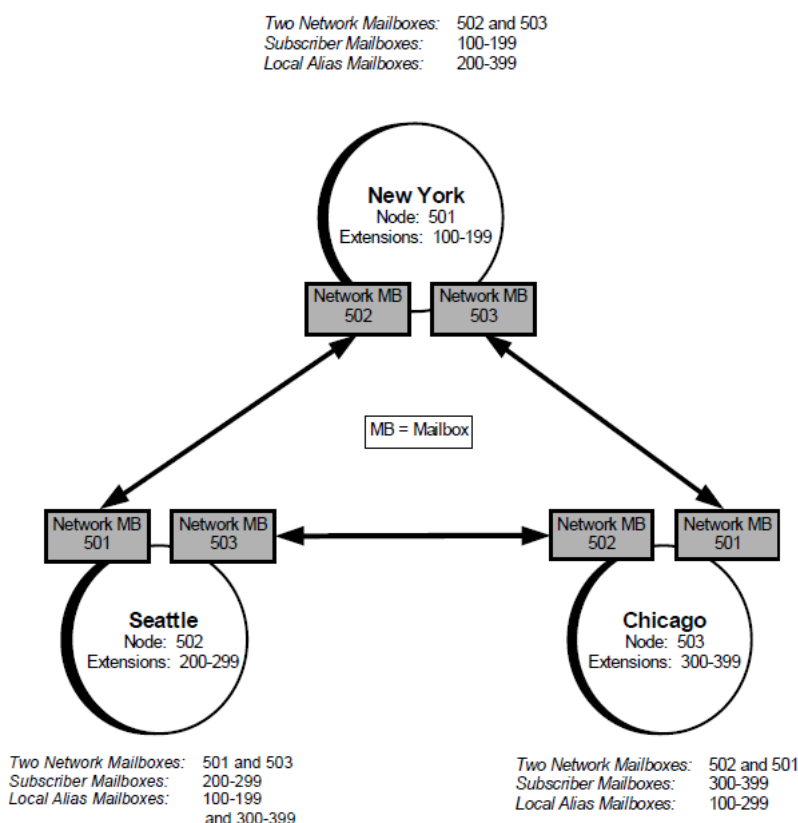 Two Network Mailboxes: 502 and 503
Subscriber Mailboxes: 100-199
Local Alias Mailboxes: 200-399
New York
Node: 501
Extensions: 100-199
Network MB
502
Network MB
503
MB = Mailbox
Network MB
501
Network MB
503
Network MB
502
Network MB
501
Seattle
Node: 502
Extensions: 200-299
Chicago
Node: 503
Extensions: 300-399
Two Network Mailboxes: 501 and 503
Subscriber Mailboxes: 200-299
Local Alias Mailboxes: 100-199
and 300-399
Two Network Mailboxes: 502 and 501
Subscriber Mailboxes: 300-399
Local Alias Mailboxes: 100-299